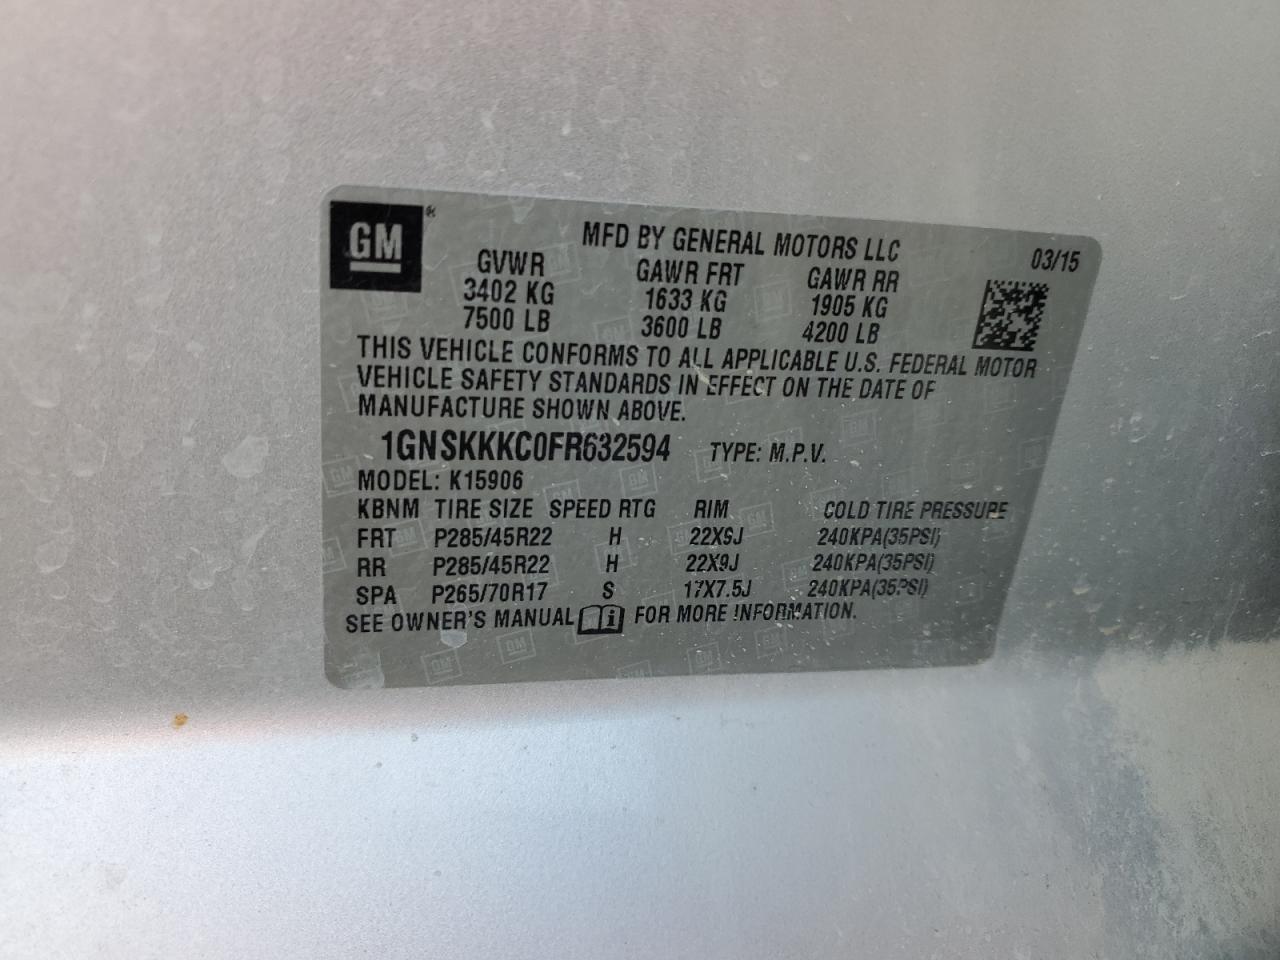 GM
MFD BY GENERAL MOTORS LLC 03/15
GVWR GAWR FRT GAWR RR
3402 KG 1633 KG 1905 KG
7500 LB 3600 LB 4200 LB
THIS VEHICLE CONFORMS TO ALL APPLICABLE U.S. FEDERAL MOTOR
VEHICLE SAFETY STANDARDS IN EFFECT ON THE DATE OF
MANUFACTURE SHOWN ABOVE.
1GNSKKKC0FR632594 TYPE: M.P.V.
MODEL: K15906
KBNM TIRE SIZE SPEED RTG RIM COLD TIRE PRESSURE
FRT P285/45R22 H 22X9J 240KPA(35PSI)
RR P285/45R22 H 22X9J 240KPA(35PSI)
SPA P265/70R17 S 17X7.5J 240KPA(35PSI)
SEE OWNER'S MANUAL FOR MORE INFORMATION.